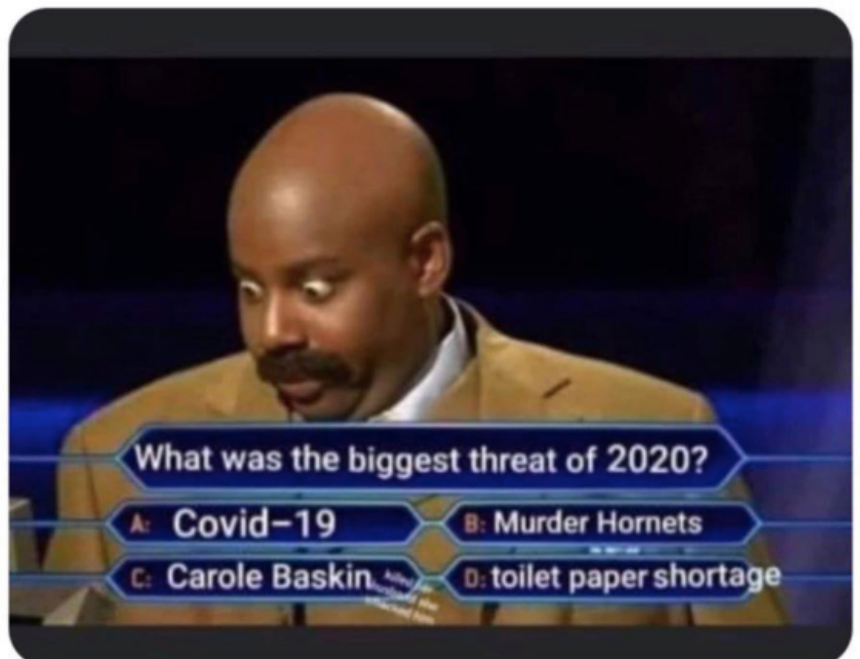 What was the biggest threat of 2020?
A: Covid-19
B: Murder Hornets
C: Carole Baskin
D: toilet paper shortage